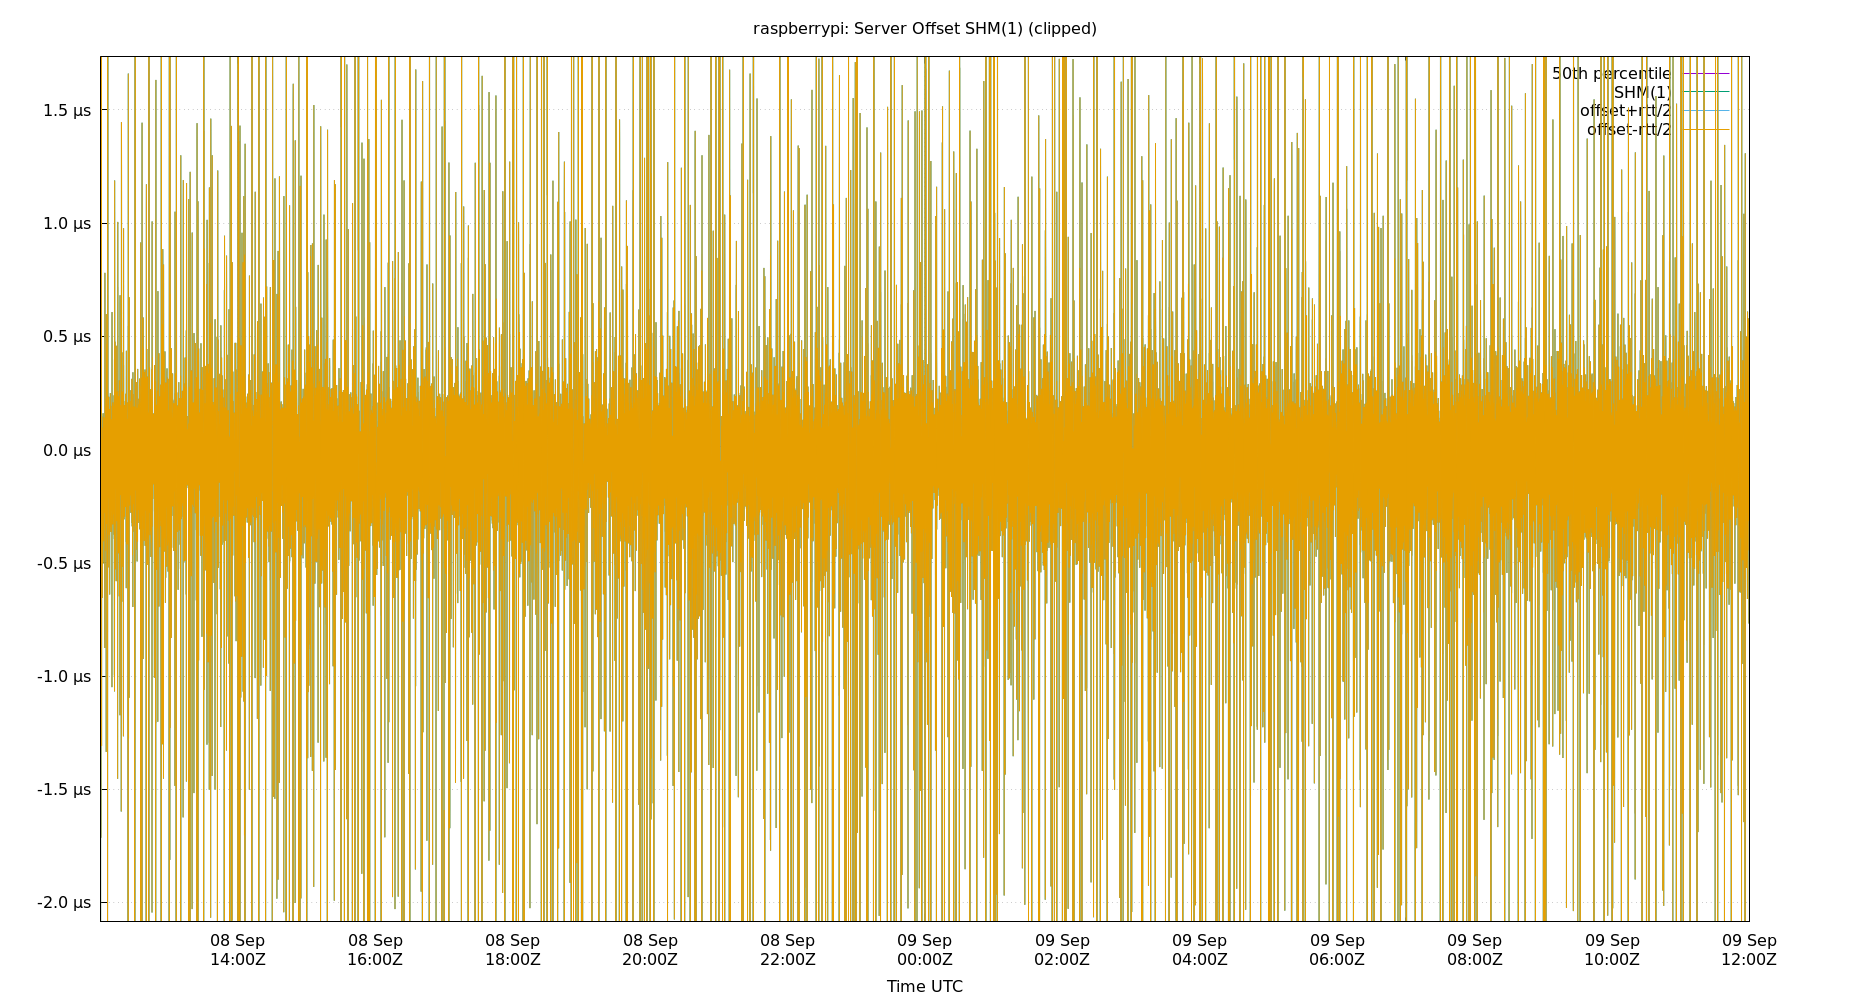 raspberrypi: Server Offset SHM(1) (clipped)
50th percentile
SHM(1)
offset+rtt/2
offset-rtt/2
1.5 µs
1.0 µs
0.5 µs
0.0 µs
-0.5 µs
-1.0 µs
-1.5 µs
-2.0 µs
08 Sep 08 Sep 08 Sep 08 Sep 08 Sep 09 Sep 09 Sep 09 Sep 09 Sep 09 Sep 09 Sep 09 Sep
14:00Z 16:00Z 18:00Z 20:00Z 22:00Z 00:00Z 02:00Z 04:00Z 06:00Z 08:00Z 10:00Z 12:00Z
Time UTC